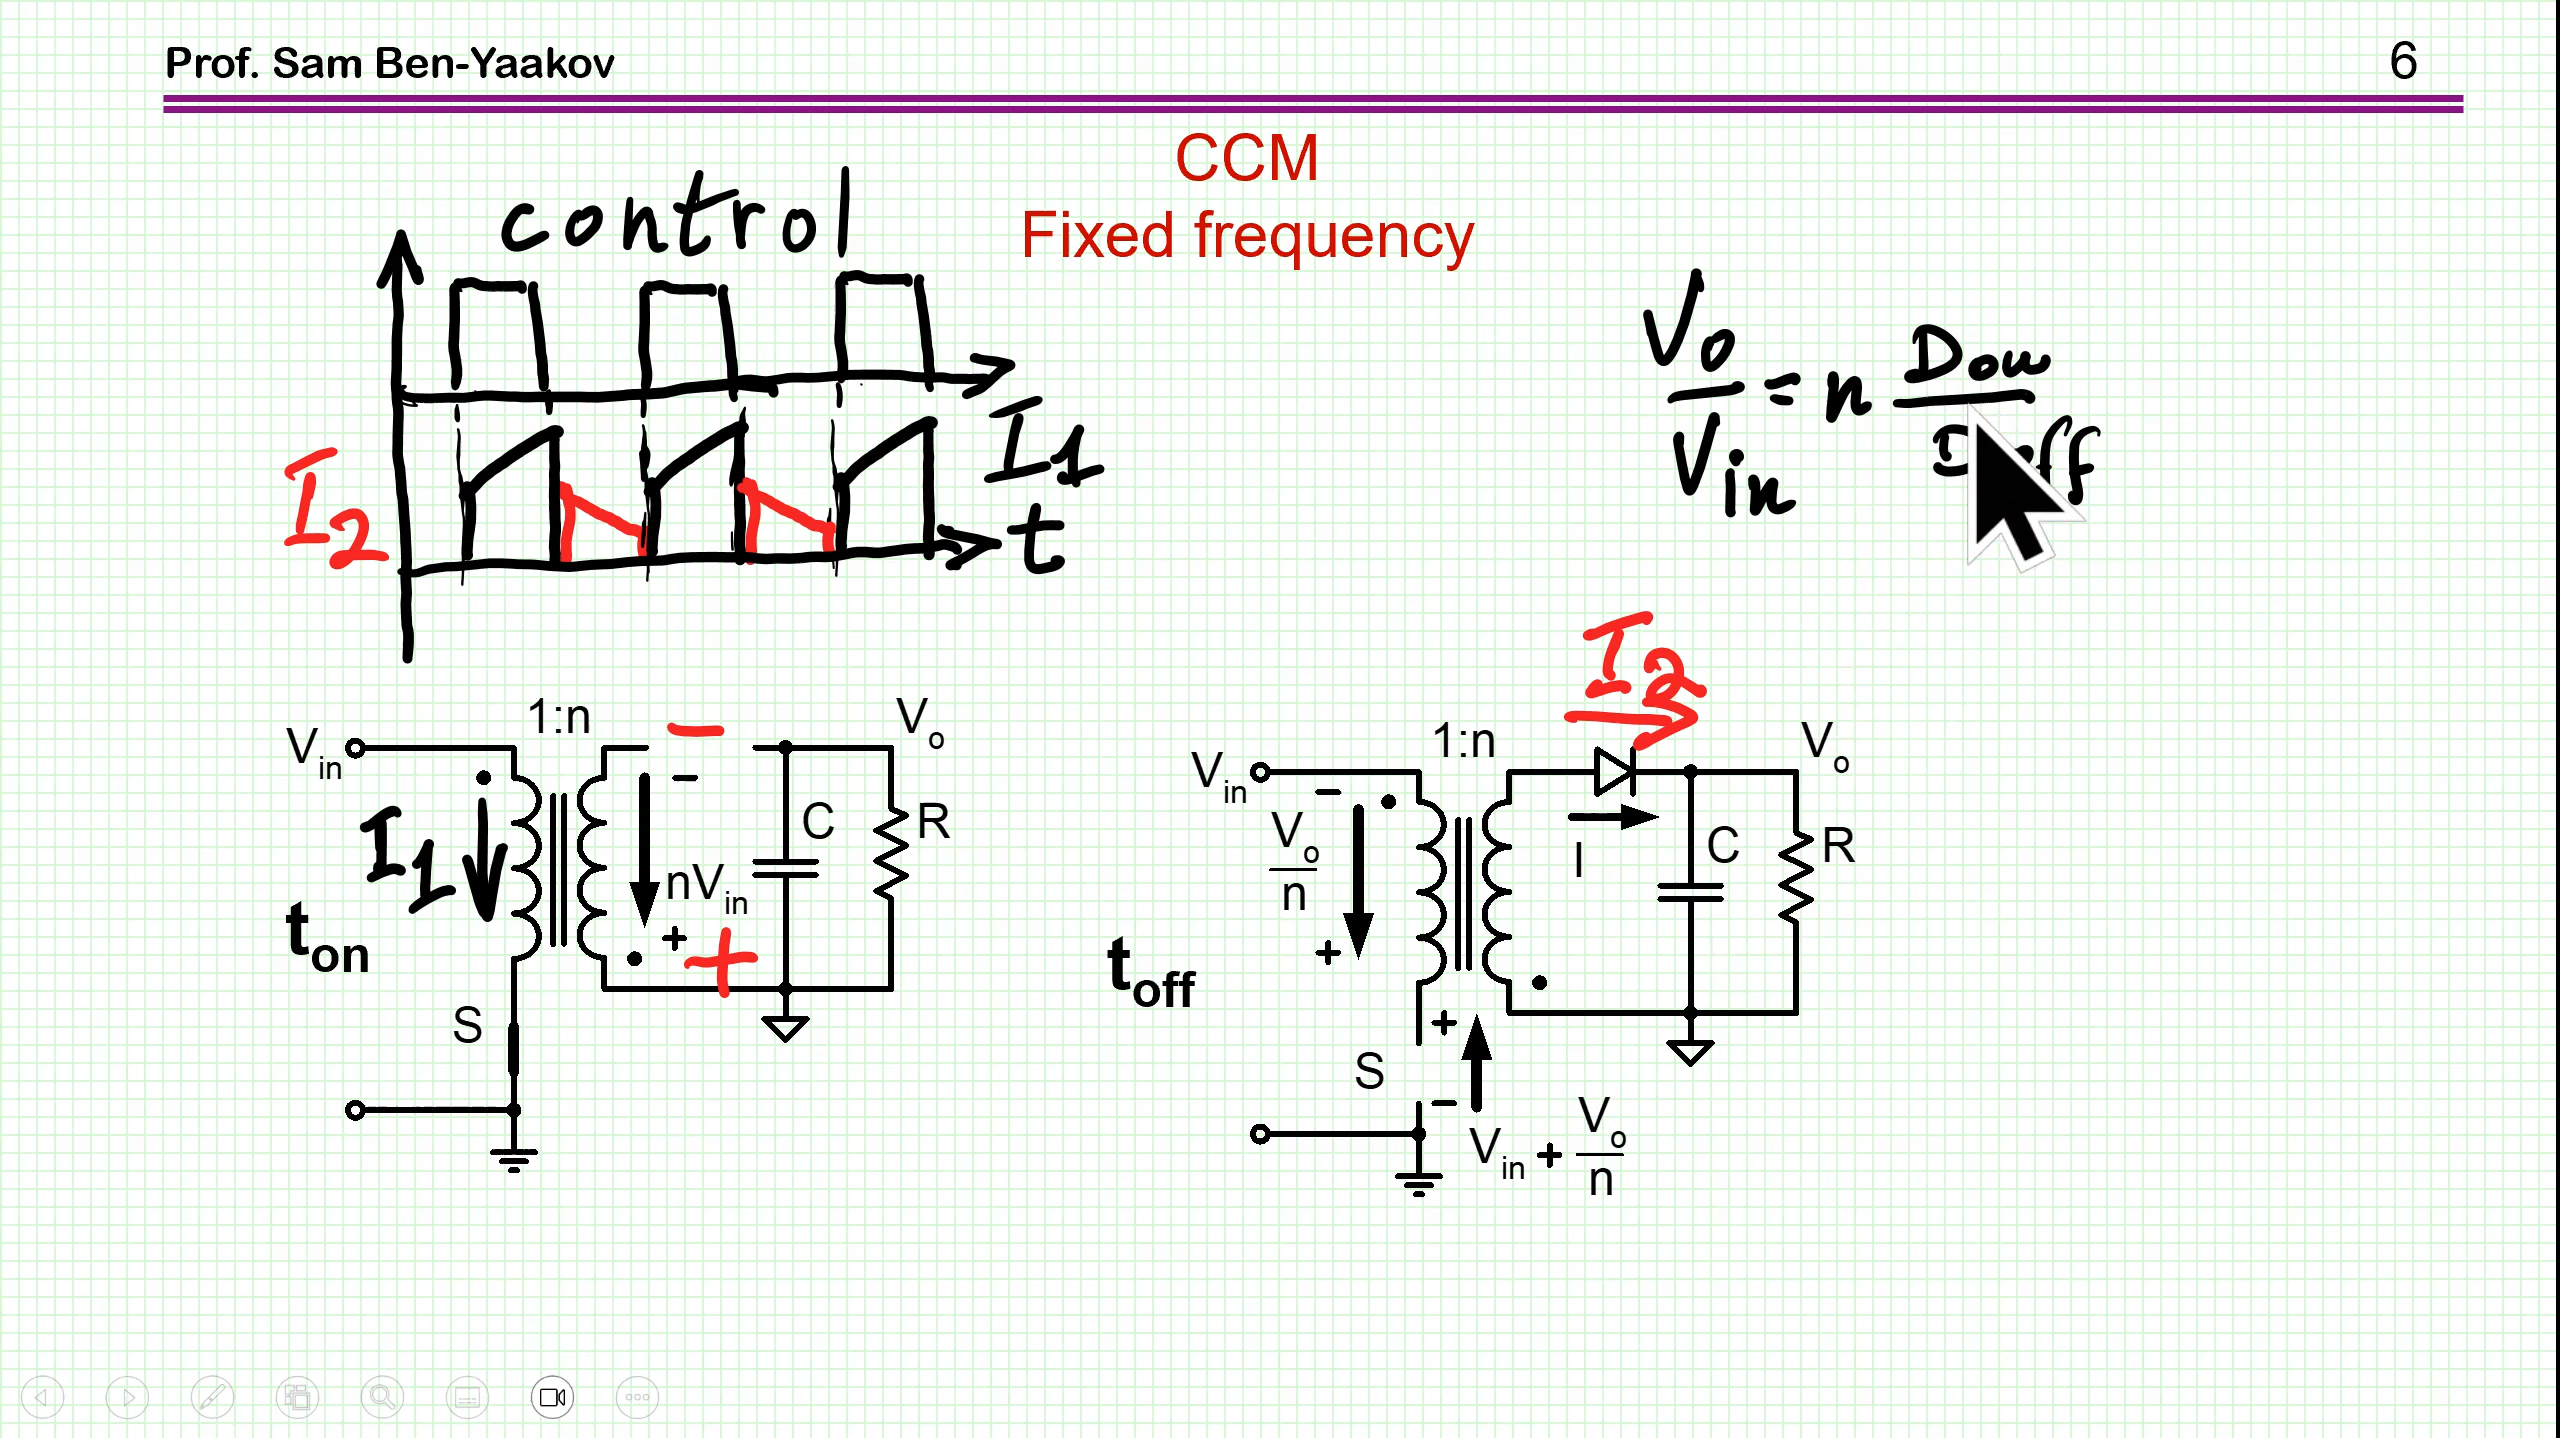 Prof. Sam Ben-Yaakov 6
CCM
Fixed frequency
control
I1
I2
t
Vo
Vin
= n
Don
1:n
Vin
Vo
−
−
I1
C
R
nVin
+
+
ton
S
I2
1:n
Vin
Vo
−
Vo
n
+
I
C
R
toff
+
S
−
Vin + Vo
n